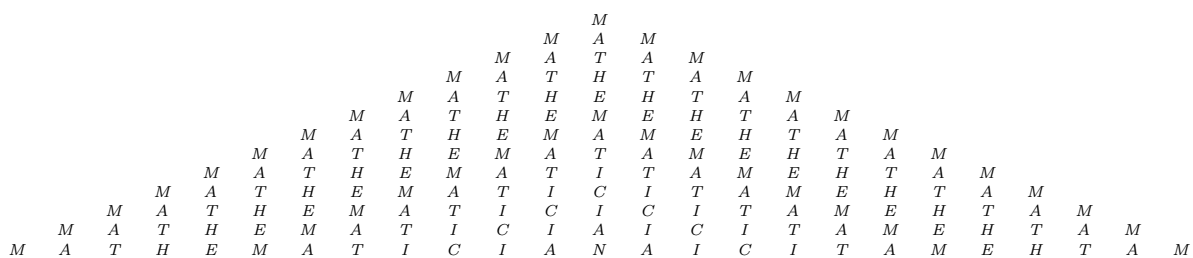 M
M A M
M A T A M
M A T H T A M
M A T H E H T A M
M A T H E M E H T A M
M A T H E M A M E H T A M
M A T H E M A T A M E H T A M
M A T H E M A T I T A M E H T A M
M A T H E M A T I C I T A M E H T A M
M A T H E M A T I C I C I T A M E H T A M
M A T H E M A T I C I A I C I T A M E H T A M
M A T H E M A T I C I A N A I C I T A M E H T A M